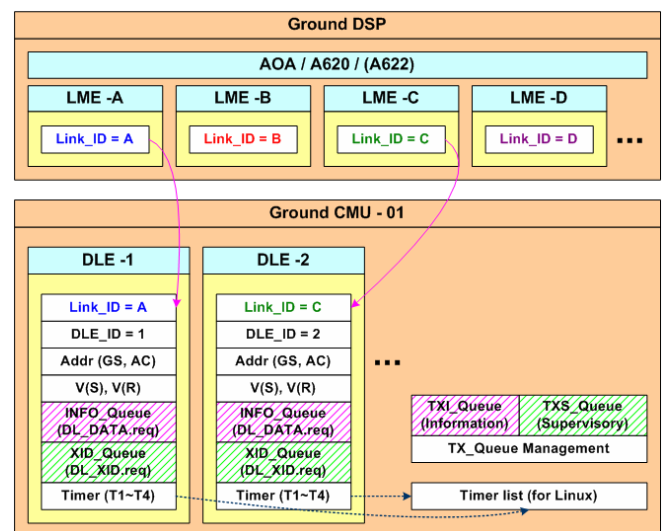 Ground DSP
AOA / A620 / (A622)
LME -A
LME -B
LME -C
LME -D
Link_ID = A
Link_ID = B
Link_ID = C
Link_ID = D
...
Ground CMU - 01
DLE -1
DLE -2
Link_ID = A
DLE_ID = 1
Addr (GS, AC)
V(S), V(R)
INFO_Queue
(DL_DATA.req)
XID_Queue
(DL_XID.req)
Timer (T1~T4)
Link_ID = C
DLE_ID = 2
Addr (GS, AC)
V(S), V(R)
INFO_Queue
(DL_DATA.req)
XID_Queue
(DL_XID.req)
Timer (T1~T4)
...
TXI_Queue
(Information)
TXS_Queue
(Supervisory)
TX_Queue Management
Timer list (for Linux)